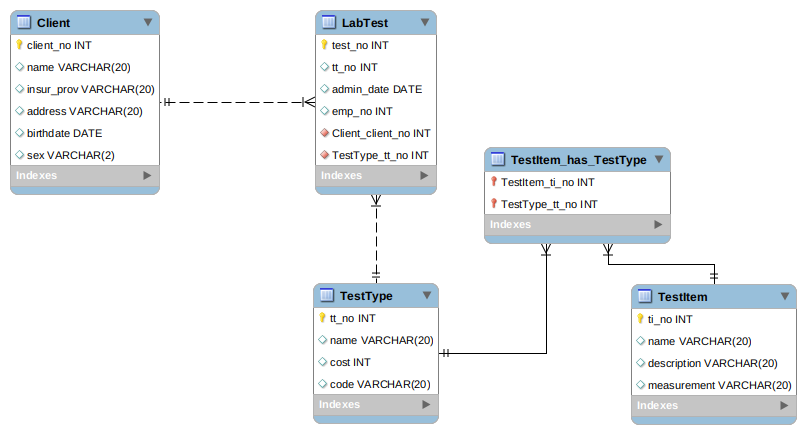 Client
client_no INT
name VARCHAR(20)
insur_prov VARCHAR(20)
address VARCHAR(20)
birthdate DATE
sex VARCHAR(2)
Indexes
LabTest
test_no INT
tt_no INT
admin_date DATE
emp_no INT
Client_client_no INT
TestType_tt_no INT
Indexes
TestItem_has_TestType
TestItem_ti_no INT
TestType_tt_no INT
Indexes
TestType
tt_no INT
name VARCHAR(20)
cost INT
code VARCHAR(20)
Indexes
TestItem
ti_no INT
name VARCHAR(20)
description VARCHAR(20)
measurement VARCHAR(20)
Indexes